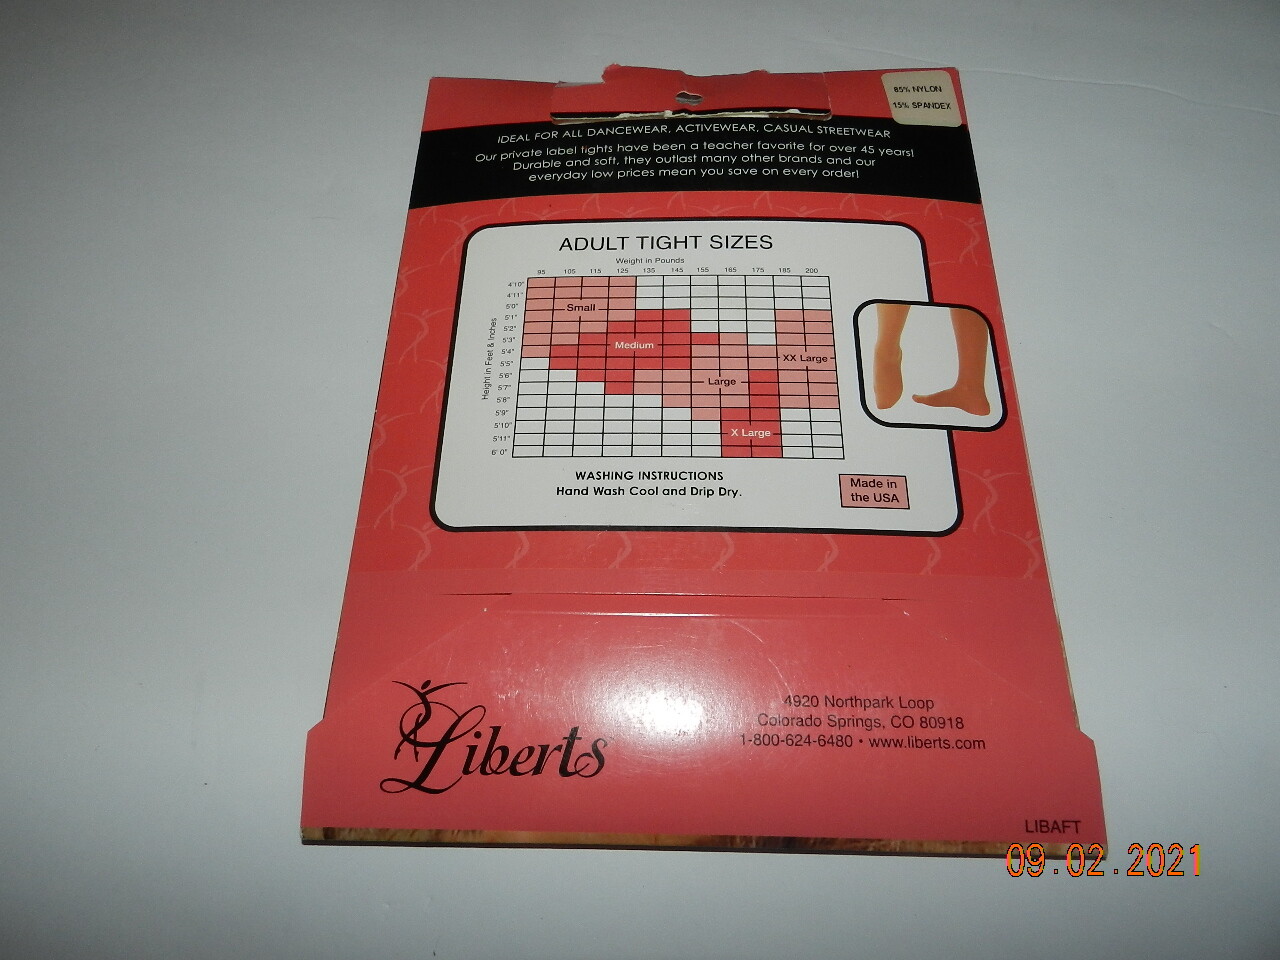 85% NYLON
15% SPANDEX
IDEAL FOR ALL DANCEWEAR, ACTIVEWEAR, CASUAL STREETWEAR
Our private label tights have been a teacher favorite for over 45 years!
Durable and soft, they outlast many other brands and our
everyday low prices mean you save on every order!
ADULT TIGHT SIZES
Weight in Pounds
95 105 115 125 135 145 155 165 175 185 200
Height in Feet & Inches
4'10"
4'11"
5'0"
5'1"
5'2"
5'3"
5'4"
5'5"
5'6"
5'7"
5'8"
5'9"
5'10"
5'11"
6' 0"
Small
Medium
XX Large
Large
X Large
WASHING INSTRUCTIONS
Hand Wash Cool and Drip Dry.
Made in
the USA
Liberts
4920 Northpark Loop
Colorado Springs, CO 80918
1-800-624-6480 • www.liberts.com
LIBAFT
09.02.2021